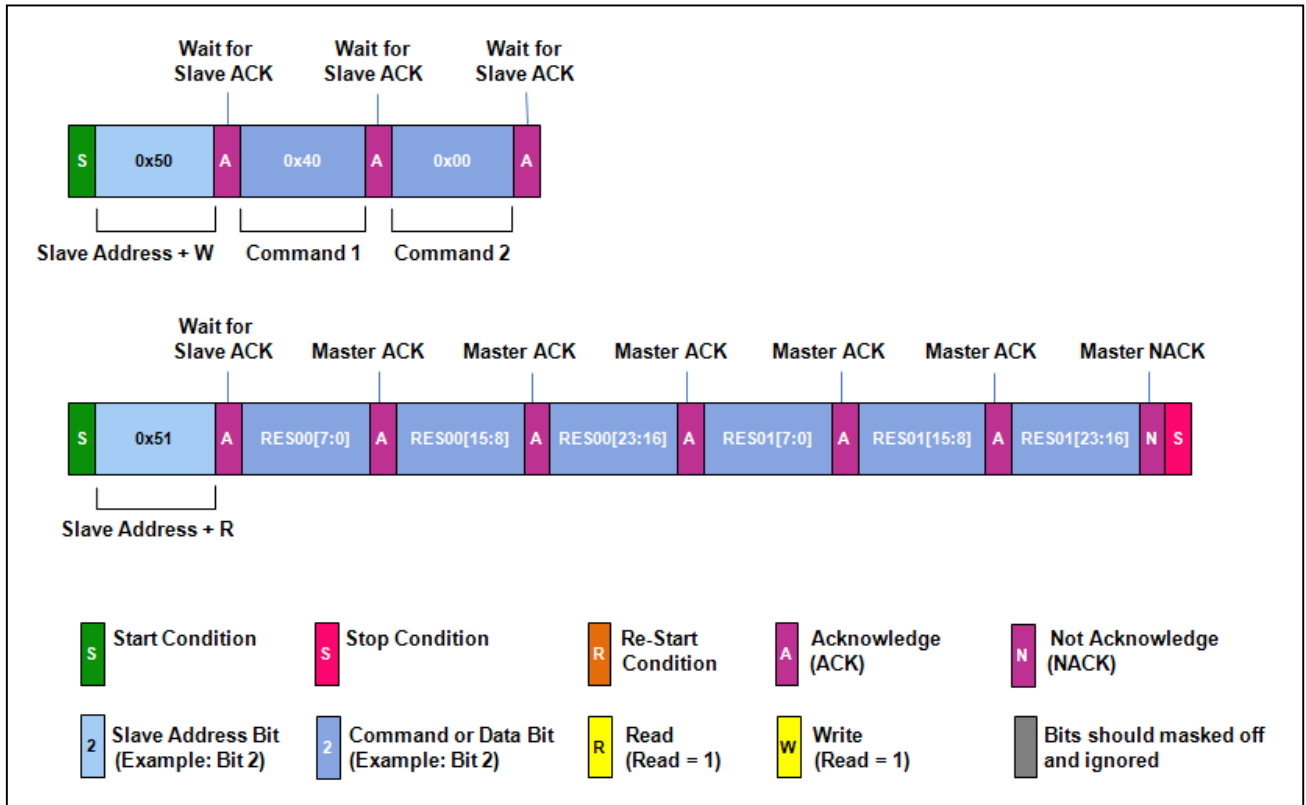 Wait for Wait for Wait for
Slave ACK Slave ACK Slave ACK
S 0x50 A 0x40 A 0x00 A
Slave Address + W Command 1 Command 2
Wait for
Slave ACK Master ACK Master ACK Master ACK Master ACK Master ACK Master NACK
S 0x51 A RES00[7:0] A RES00[15:8] A RES00[23:16] A RES01[7:0] A RES01[15:8] A RES01[23:16] N S
Slave Address + R
S Start Condition
S Stop Condition
R Re-Start
Condition
A Acknowledge
(ACK)
N Not Acknowledge
(NACK)
2 Slave Address Bit
(Example: Bit 2)
2 Command or Data Bit
(Example: Bit 2)
R Read
(Read = 1)
W Write
(Read = 1)
Bits should masked off
and ignored